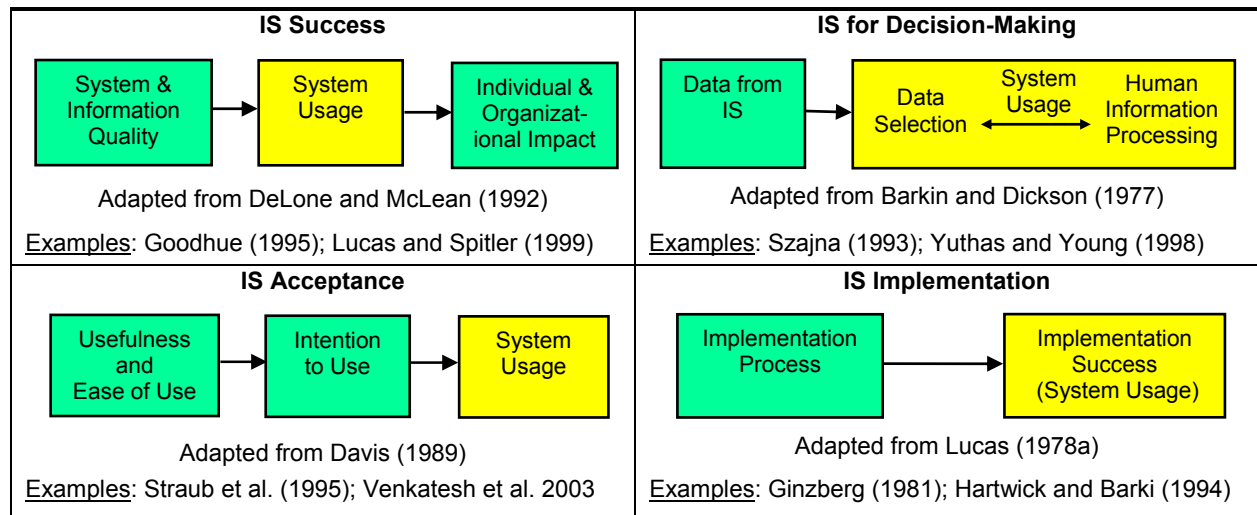 IS Success
System &
Information
Quality
System
Usage
Individual &
Organizat-
ional Impact
Adapted from DeLone and McLean (1992)
Examples: Goodhue (1995); Lucas and Spitler (1999)
IS for Decision-Making
Data from
IS
Data
Selection
System
Usage
Human
Information
Processing
Adapted from Barkin and Dickson (1977)
Examples: Szajna (1993); Yuthas and Young (1998)
IS Acceptance
Usefulness
and
Ease of Use
Intention
to Use
System
Usage
Adapted from Davis (1989)
Examples: Straub et al. (1995); Venkatesh et al. 2003
IS Implementation
Implementation
Process
Implementation
Success
(System Usage)
Adapted from Lucas (1978a)
Examples: Ginzberg (1981); Hartwick and Barki (1994)